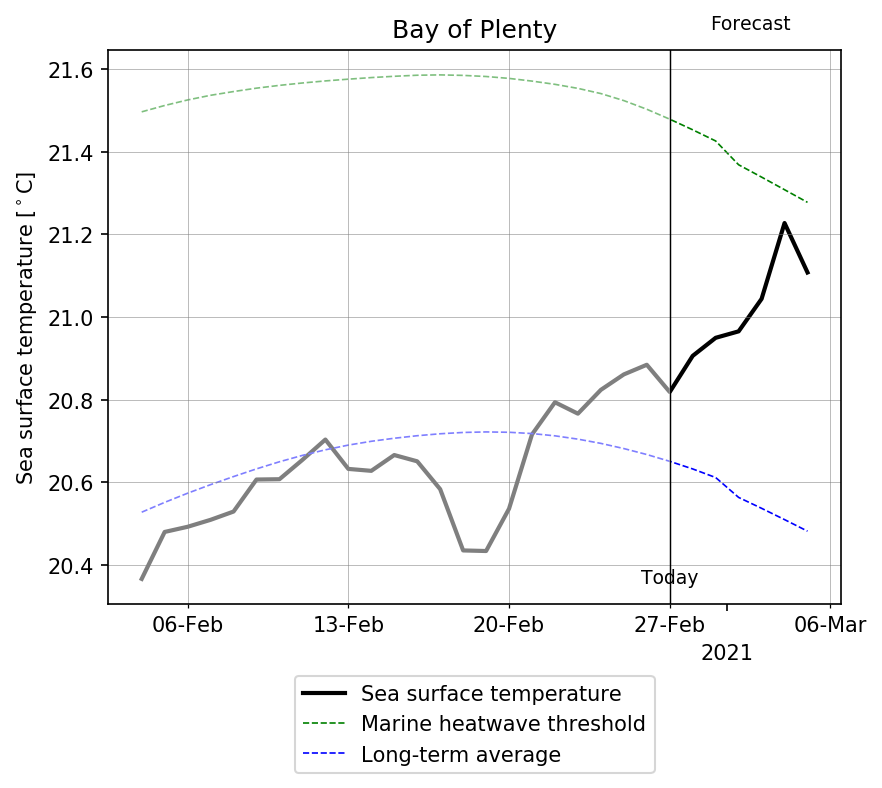 Forecast
Bay of Plenty
Sea surface temperature [ ° C]
21.6
21.4
21.2
21.0
20.8
20.6
20.4
Today
06-Feb 13-Feb 20-Feb 27-Feb 06-Mar
2021
Sea surface temperature
Marine heatwave threshold
Long-term average